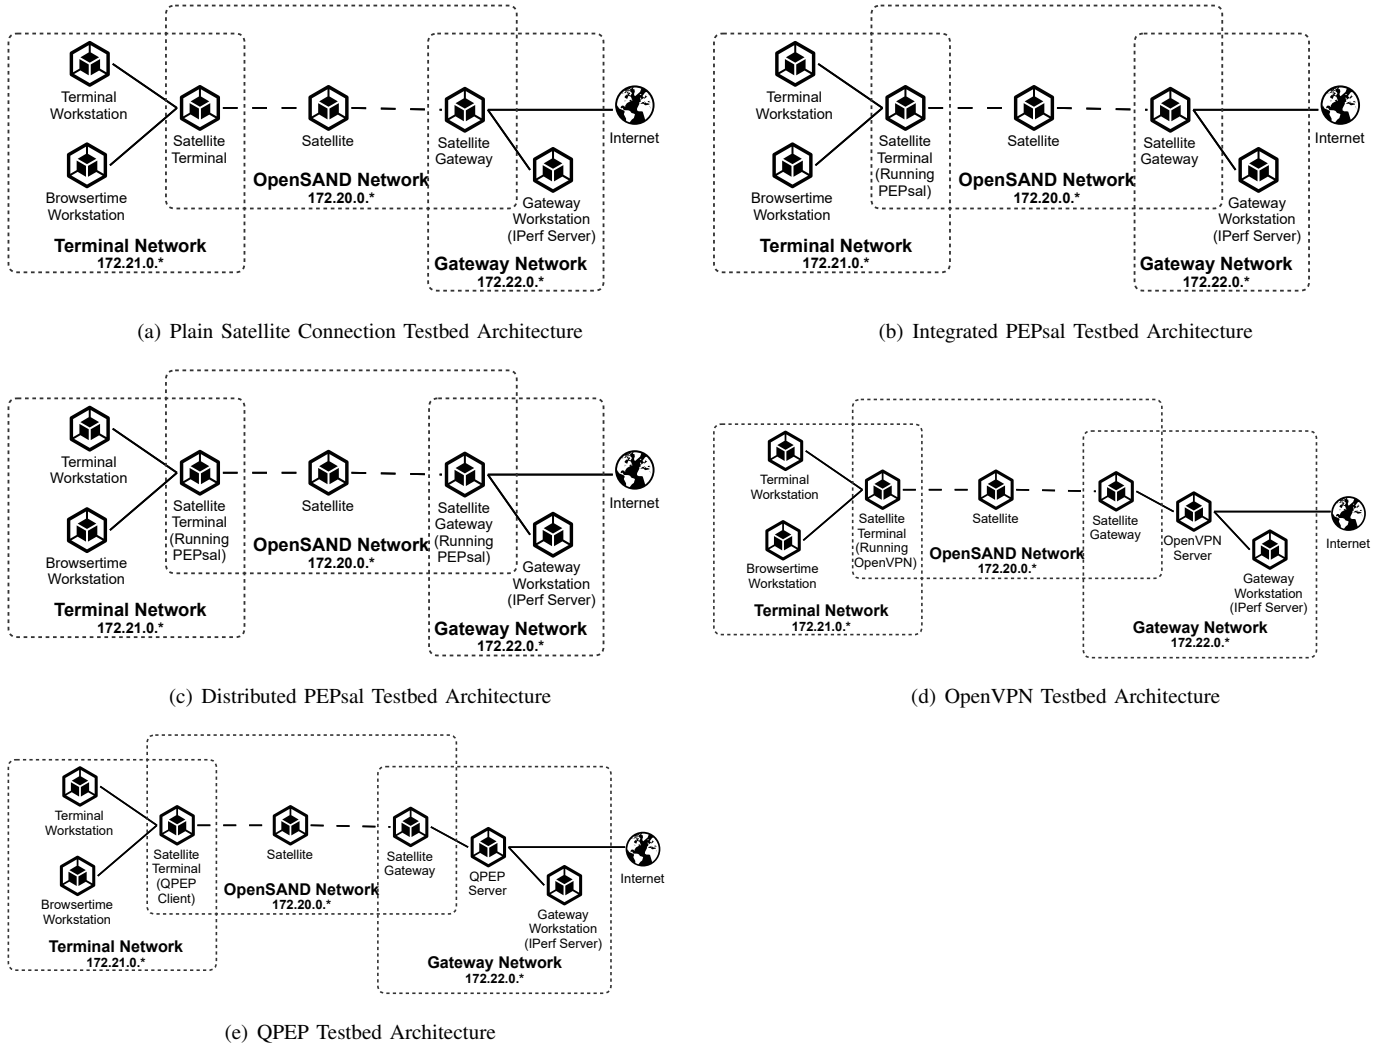 Terminal
Workstation
Browsertime
Workstation
Satellite
Terminal
Satellite
Satellite
Gateway
Internet
Gateway
Workstation
(IPerf Server)
OpenSAND Network
172.20.0.*
Terminal Network
172.21.0.*
Gateway Network
172.22.0.*
(a) Plain Satellite Connection Testbed Architecture
Terminal
Workstation
Browsertime
Workstation
Satellite
Terminal
(Running
PEPsal)
Satellite
Satellite
Gateway
Internet
Gateway
Workstation
(IPerf Server)
OpenSAND Network
172.20.0.*
Terminal Network
172.21.0.*
Gateway Network
172.22.0.*
(b) Integrated PEPsal Testbed Architecture
Terminal
Workstation
Browsertime
Workstation
Satellite
Terminal
(Running
PEPsal)
Satellite
Satellite
Gateway
(Running
PEPsal)
Internet
Gateway
Workstation
(IPerf Server)
OpenSAND Network
172.20.0.*
Terminal Network
172.21.0.*
Gateway Network
172.22.0.*
(c) Distributed PEPsal Testbed Architecture
Terminal
Workstation
Browsertime
Workstation
Satellite
Terminal
(Running
OpenVPN)
Satellite
Satellite
Gateway
OpenVPN
Server
Internet
Gateway
Workstation
(IPerf Server)
OpenSAND Network
172.20.0.*
Terminal Network
172.21.0.*
Gateway Network
172.22.0.*
(d) OpenVPN Testbed Architecture
Terminal
Workstation
Browsertime
Workstation
Satellite
Terminal
(QPEP
Client)
Satellite
Satellite
Gateway
QPEP
Server
Internet
Gateway
Workstation
(IPerf Server)
OpenSAND Network
172.20.0.*
Terminal Network
172.21.0.*
Gateway Network
172.22.0.*
(e) QPEP Testbed Architecture